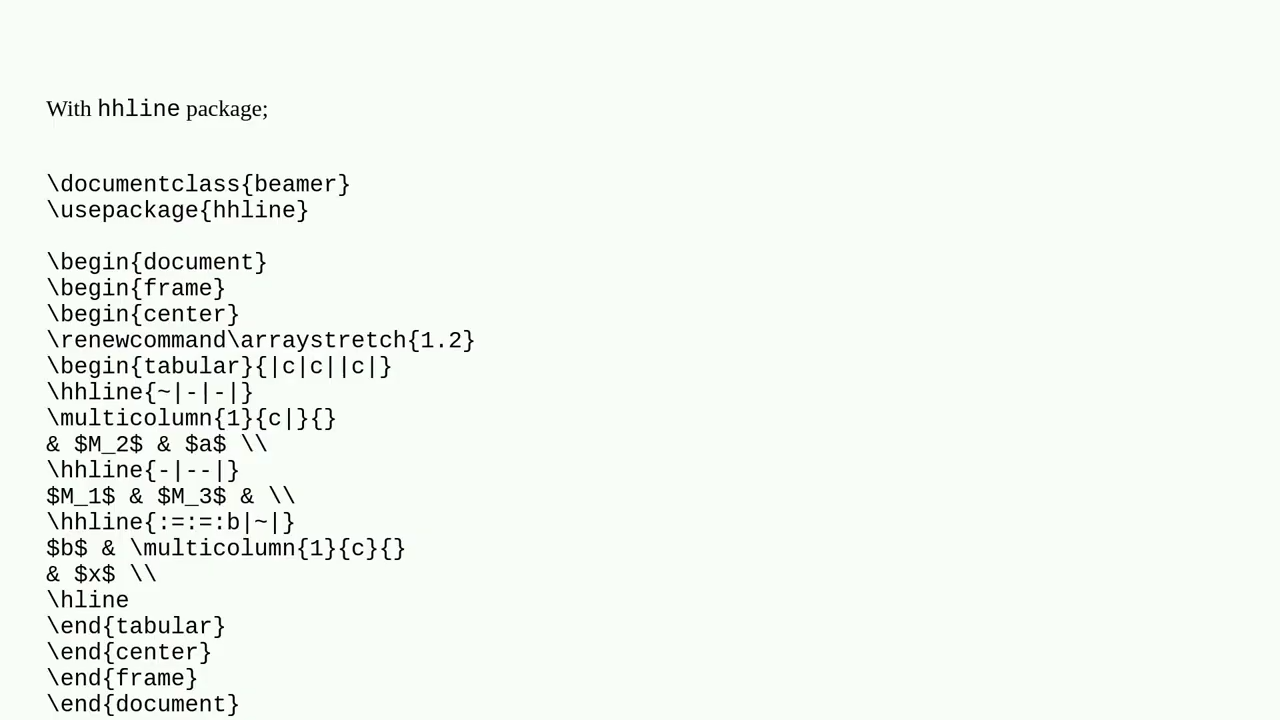 With hhline package;
\documentclass{beamer}
\usepackage{hhline}
\begin{document}
\begin{frame}
\begin{center}
\renewcommand\arraystretch{1.2}
\begin{tabular}{|c|c||c|}
\hhline{~|-|-|}
\multicolumn{1}{c|}{}
& $M_2$ & $a$ \\
\hhline{-|--|}
$M_1$ & $M_3$ & \\
\hhline{:=:=:b|~|}
$b$ & \multicolumn{1}{c}{}
& $x$ \\
\hline
\end{tabular}
\end{center}
\end{frame}
\end{document}